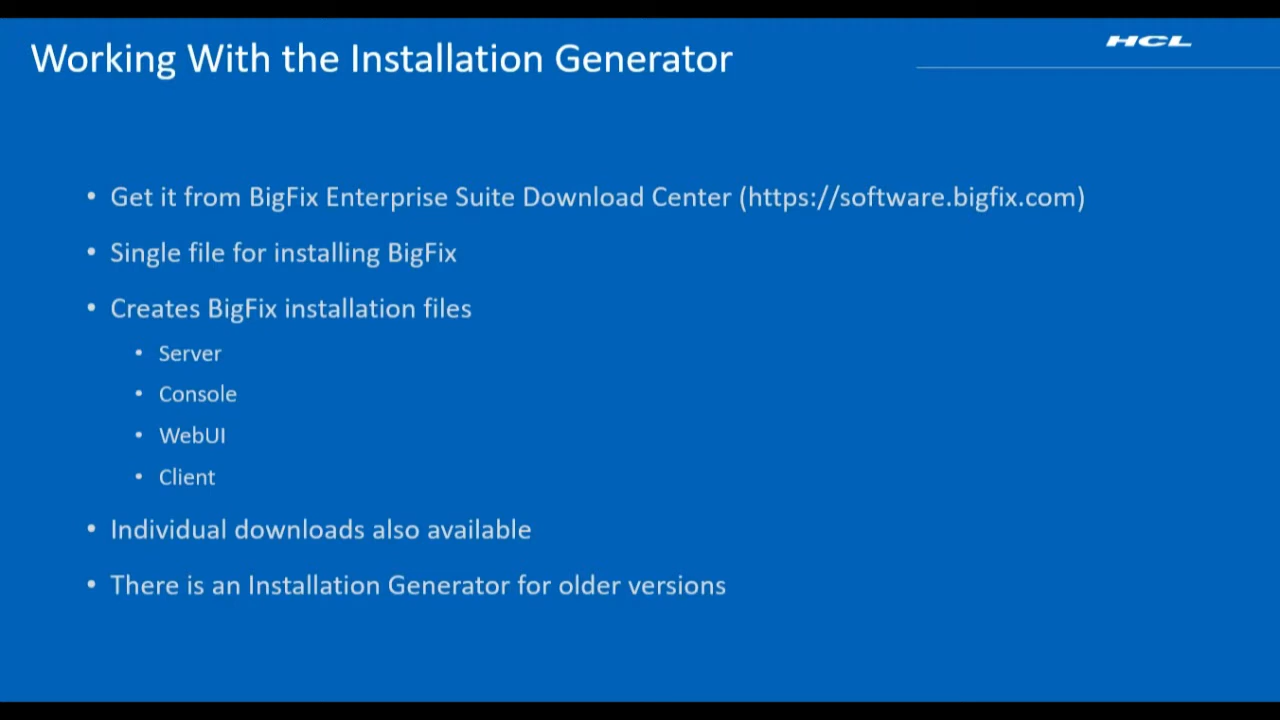 HCL
Working With the Installation Generator
• Get it from BigFix Enterprise Suite Download Center (https://software.bigfix.com)
• Single file for installing BigFix
• Creates BigFix installation files
• Server
• Console
• WebUI
• Client
• Individual downloads also available
• There is an Installation Generator for older versions